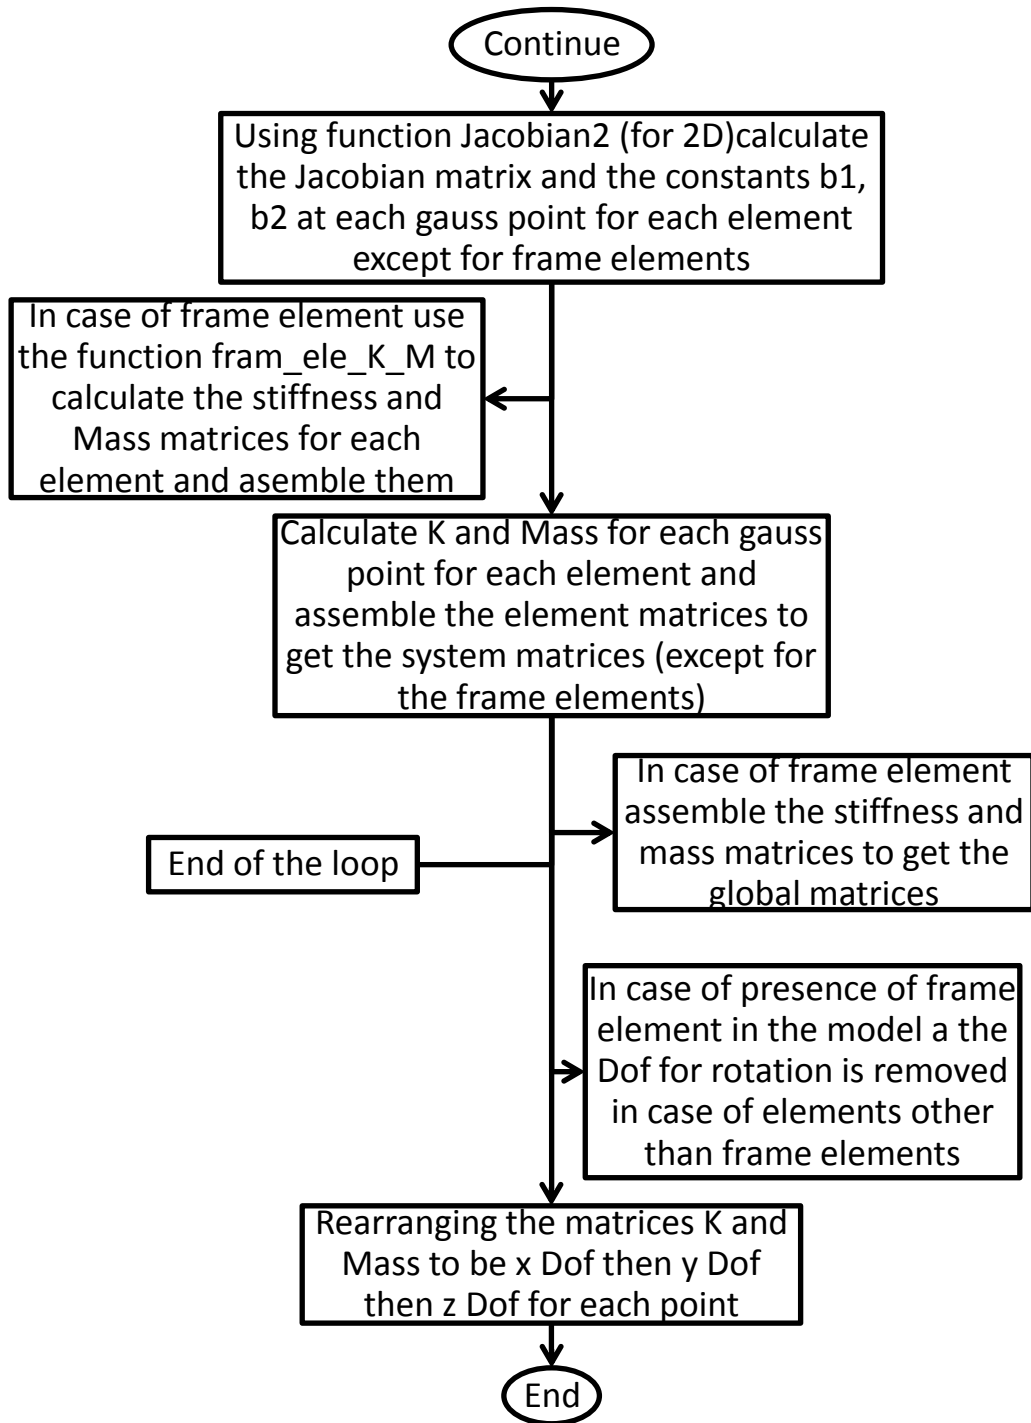 Continue
Using function Jacobian2 (for 2D)calculate
the Jacobian matrix and the constants b1,
b2 at each gauss point for each element
except for frame elements
In case of frame element use
the function fram_ele_K_M to
calculate the stiffness and
Mass matrices for each
element and asemble them
Calculate K and Mass for each gauss
point for each element and
assemble the element matrices to
get the system matrices (except for
the frame elements)
In case of frame element
assemble the stiffness and
mass matrices to get the
global matrices
End of the loop
In case of presence of frame
element in the model a the
Dof for rotation is removed
in case of elements other
than frame elements
Rearranging the matrices K and
Mass to be x Dof then y Dof
then z Dof for each point
End